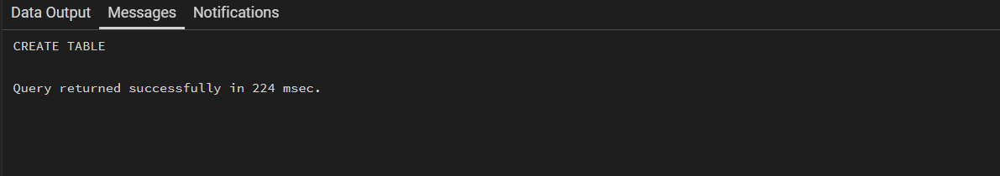 Data Output Messages Notifications
CREATE TABLE
Query returned successfully in 224 msec.